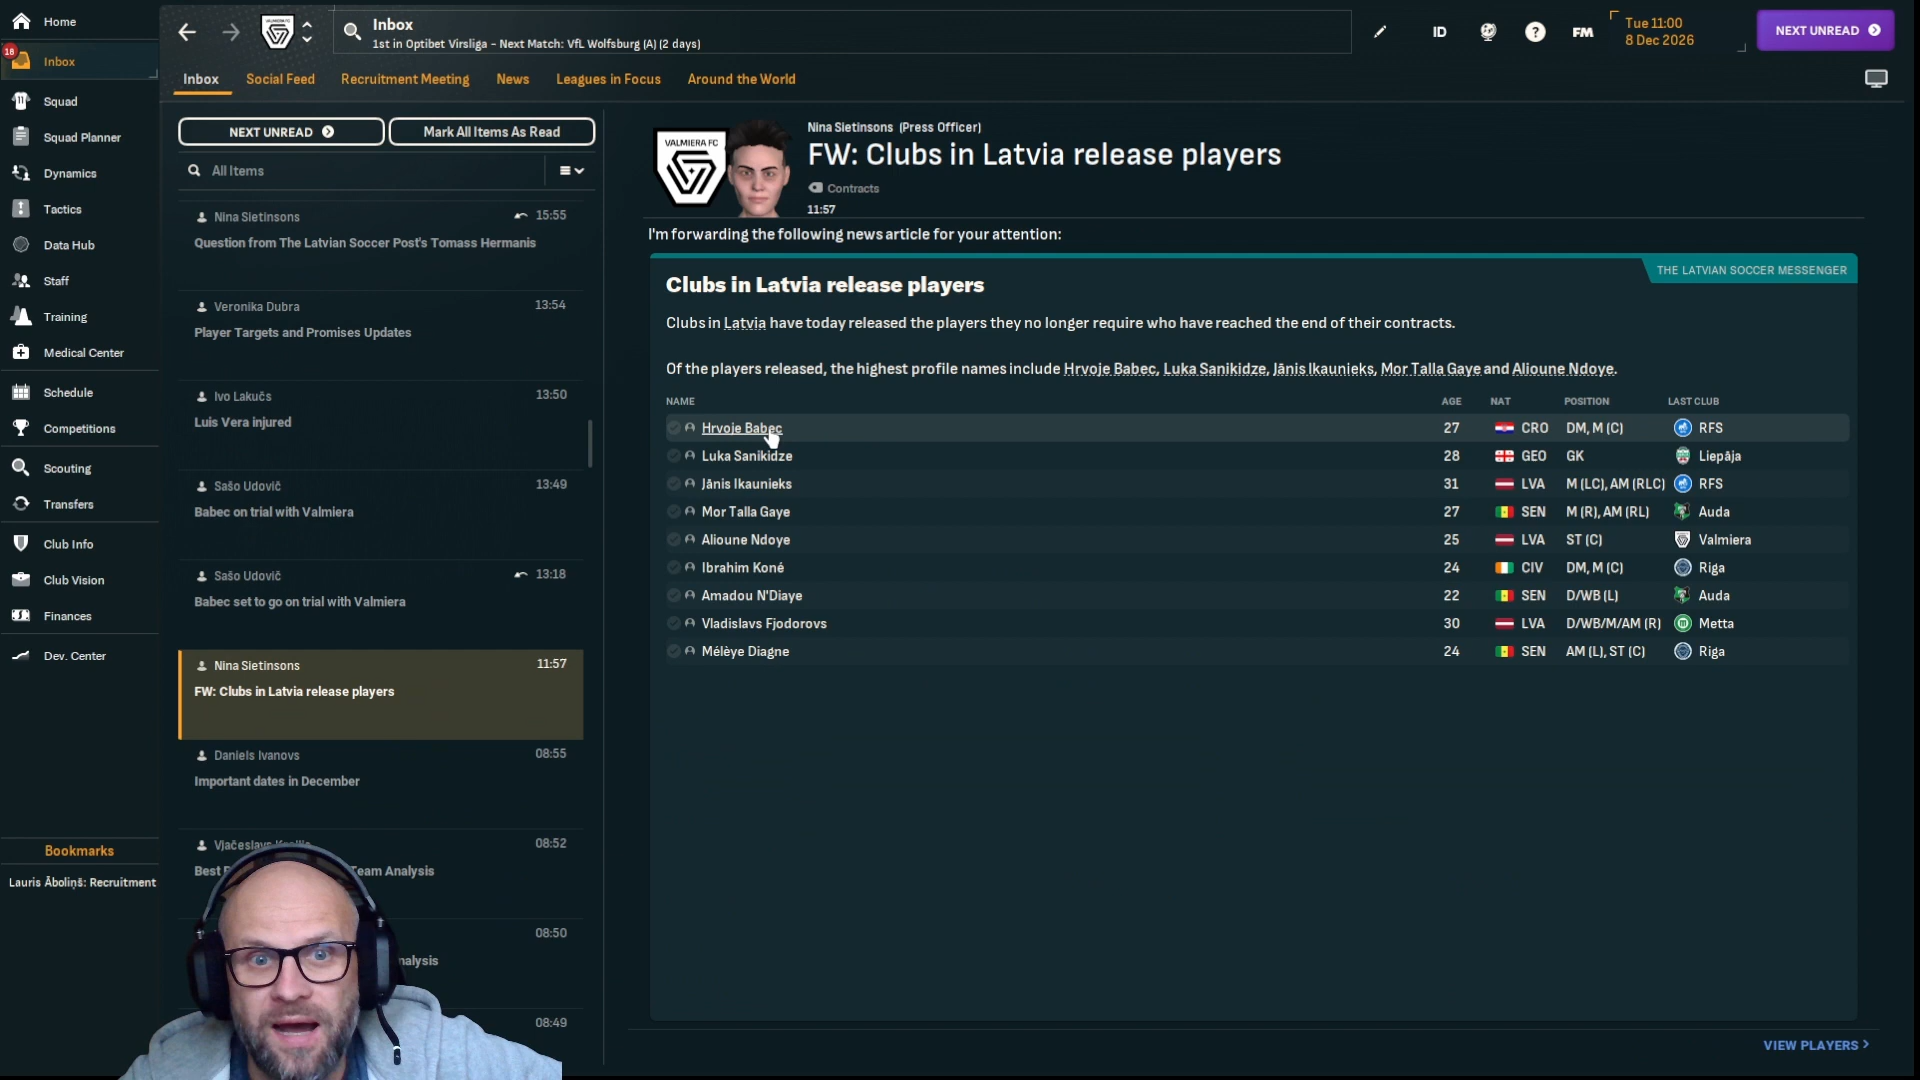 Home
18
Inbox
Squad
Squad Planner
Dynamics
Tactics
Data Hub
Staff
Training
Medical Center
Schedule
Competitions
Scouting
Transfers
Club Info
Club Vision
Finances
Dev. Center
Bookmarks
Lauris Āboliņš: Recruitment
Inbox
1st in Optibet Virsliga - Next Match: VfL Wolfsburg (A) (2 days)
ID
?
FM
Tue 11:00
8 Dec 2026
NEXT UNREAD
Inbox
Social Feed
Recruitment Meeting
News
Leagues in Focus
Around the World
NEXT UNREAD
Mark All Items As Read
All Items
Nina Sietinsons 15:55
Question from The Latvian Soccer Post's Tomass Hermanis
Veronika Dubra 13:54
Player Targets and Promises Updates
Ivo Lakučs 13:50
Luis Vera injured
Sašo Udovič 13:49
Babec on trial with Valmiera
Sašo Udovič 13:18
Babec set to go on trial with Valmiera
Nina Sietinsons 11:57
FW: Clubs in Latvia release players
Daniels Ivanovs 08:55
Important dates in December
Vjačeslavs 08:52
Best Team Analysis
08:50
nalysis
08:49
VALMIERA FC
Nina Sietinsons (Press Officer)
FW: Clubs in Latvia release players
Contracts
11:57
I'm forwarding the following news article for your attention:
THE LATVIAN SOCCER MESSENGER
Clubs in Latvia release players
Clubs in Latvia have today released the players they no longer require who have reached the end of their contracts.
Of the players released, the highest profile names include Hrvoje Babec, Luka Sanikidze, Jānis Ikaunieks, Mor Talla Gaye and Alioune Ndoye.
NAME AGE NAT POSITION LAST CLUB
Hrvoje Babec 27 CRO DM, M (C) RFS
Luka Sanikidze 28 GEO GK Liepāja
Jānis Ikaunieks 31 LVA M (LC), AM (RLC) RFS
Mor Talla Gaye 27 SEN M (R), AM (RL) Auda
Alioune Ndoye 25 LVA ST (C) Valmiera
Ibrahim Koné 24 CIV DM, M (C) Riga
Amadou N'Diaye 22 SEN D/WB (L) Auda
Vladislavs Fjodorovs 30 LVA D/WB/M/AM (R) Metta
Mélèye Diagne 24 SEN AM (L), ST (C) Riga
VIEW PLAYERS >